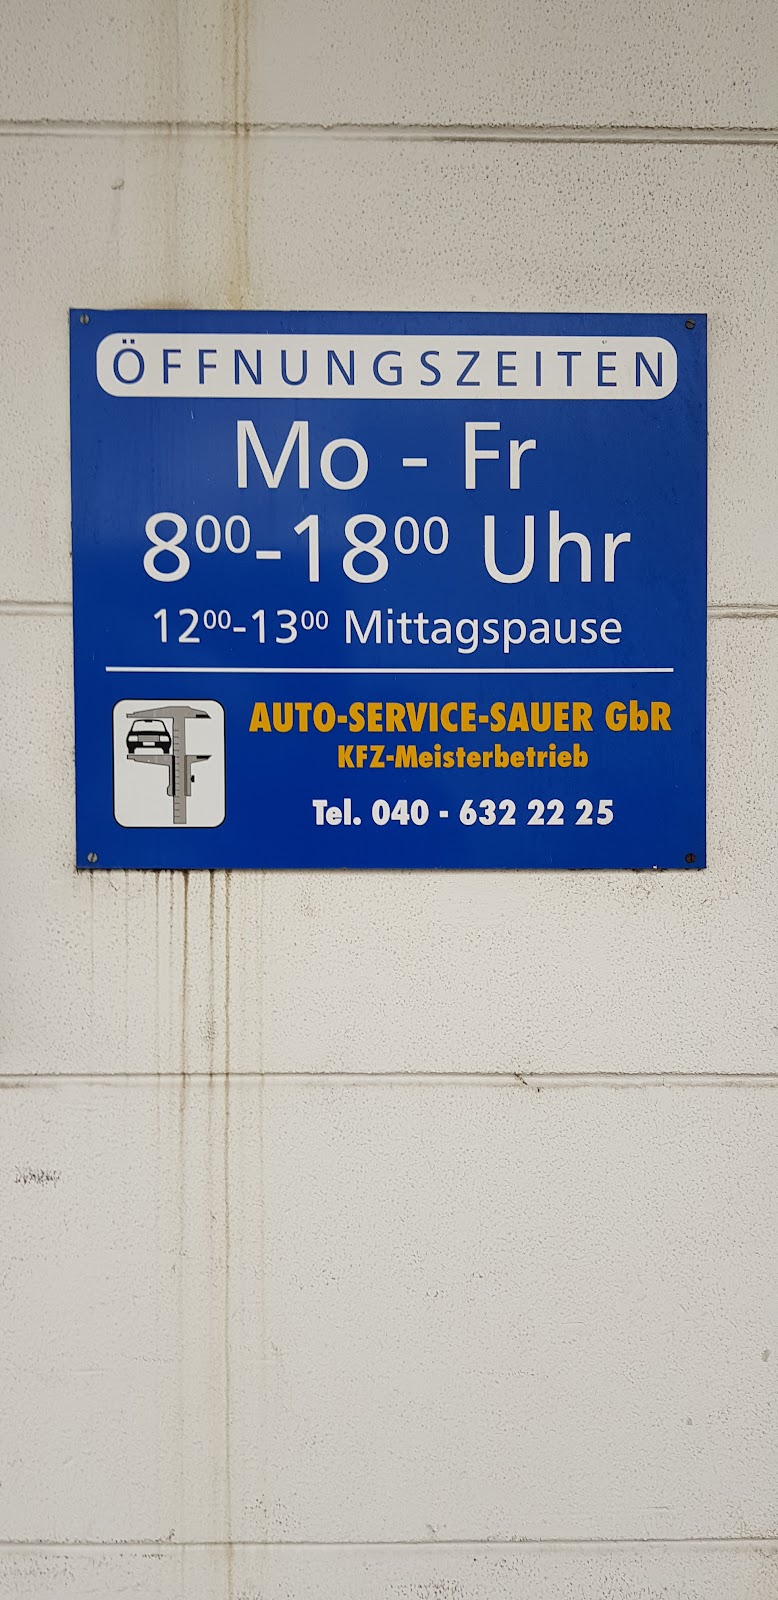 ÖFFNUNGSZEITEN
Mo - Fr
8⁰⁰-18⁰⁰ Uhr
12⁰⁰-13⁰⁰ Mittagspause
AUTO-SERVICE-SAUER GbR
KFZ-Meisterbetrieb
Tel. 040 - 632 22 25